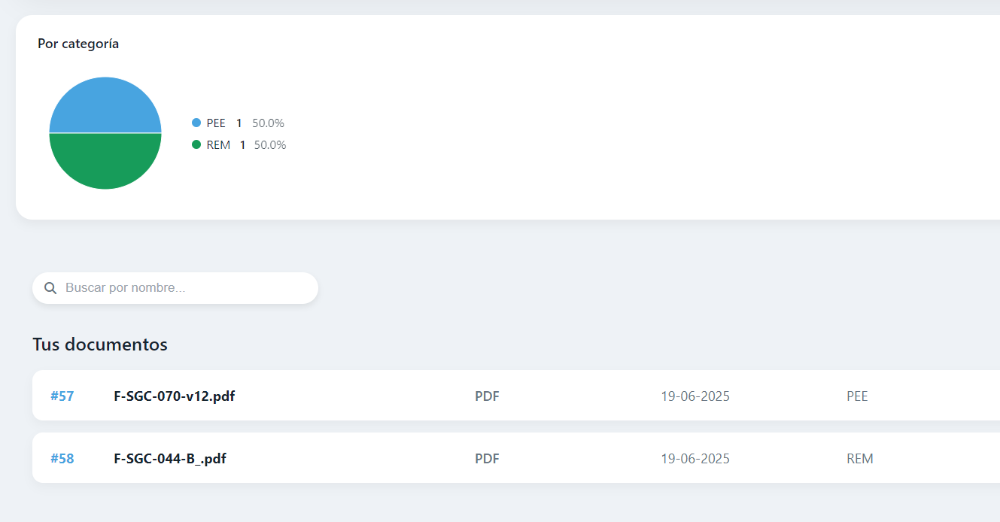 Por categoría
PEE 1 50.0%
REM 1 50.0%
Buscar por nombre...
Tus documentos
#57 F-SGC-070-v12.pdf PDF 19-06-2025 PEE
#58 F-SGC-044-B_.pdf PDF 19-06-2025 REM